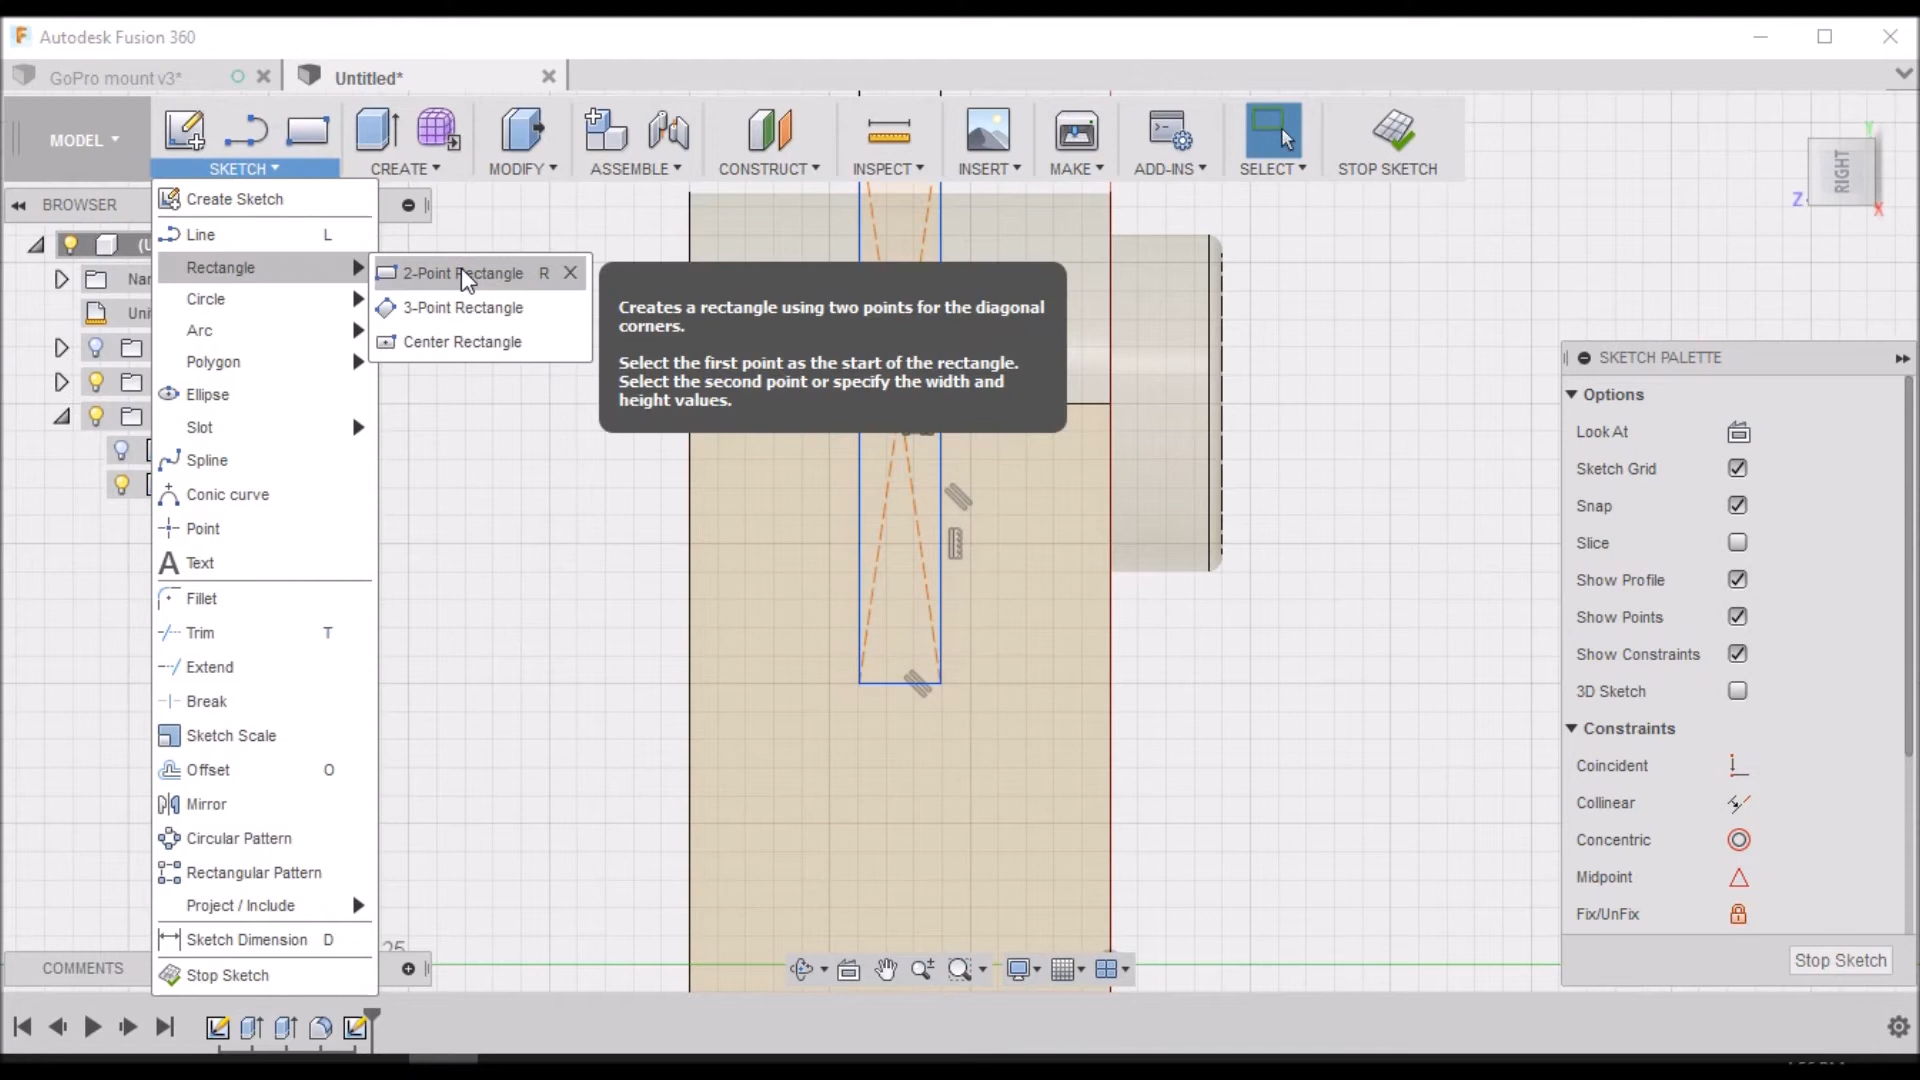 Autodesk Fusion 360
GoPro mount v3*
Untitled*
MODEL
SKETCH
CREATE
MODIFY
ASSEMBLE
CONSTRUCT
INSPECT
INSERT
MAKE
ADD-INS
SELECT
STOP SKETCH
BROWSER
Create Sketch
Line L
Rectangle
Circle
Arc
Polygon
Ellipse
Slot
Spline
Conic curve
Point
Text
Fillet
Trim T
Extend
Break
Sketch Scale
Offset O
Mirror
Circular Pattern
Rectangular Pattern
Project / Include
Sketch Dimension D
Stop Sketch
2-Point Rectangle R
3-Point Rectangle
Center Rectangle
Creates a rectangle using two points for the diagonal
corners.
Select the first point as the start of the rectangle.
Select the second point or specify the width and
height values.
RIGHT
Y
Z
X
SKETCH PALETTE
Options
Look At
Sketch Grid
Snap
Slice
Show Profile
Show Points
Show Constraints
3D Sketch
Constraints
Coincident
Collinear
Concentric
Midpoint
Fix/UnFix
Stop Sketch
COMMENTS
25